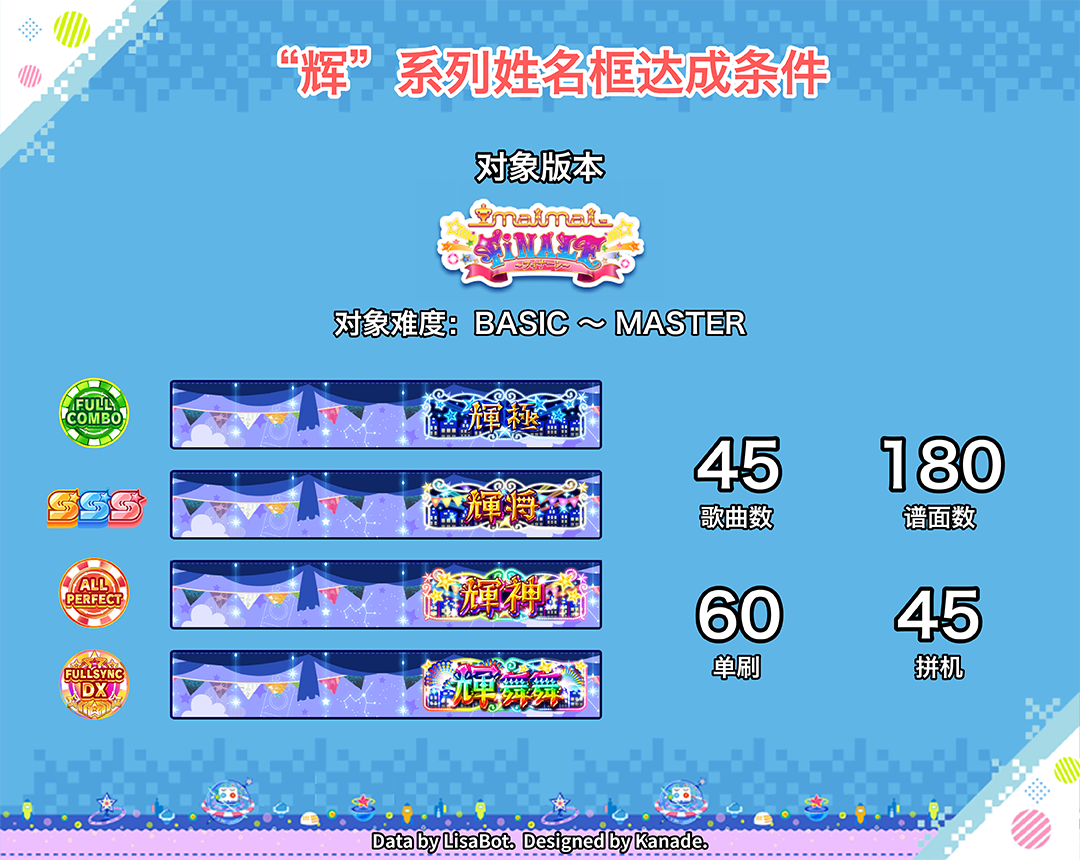 “辉”系列姓名框达成条件
对象版本
maimai
FiNALE
对象难度：BASIC ～ MASTER
FULL
COMBO
輝極
SSS
輝将
ALL
PERFECT
輝神
FULLSYNC
DX
輝舞舞
45
歌曲数
180
谱面数
60
单刷
45
拼机
Data by LisaBot. Designed by Kanade.